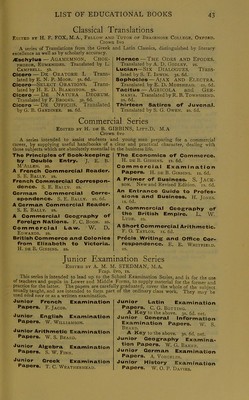 LIST OF EDUCATIONAL BOOKS 43
Classical Translations
EDITED BY H. F. FOX, M.A., FELLOW AND TUTOR OF BRASENOSE COLLEGE, OXFORD.
Crown 8vo
A series of Translations from the Greek and Latin Classics, distinguished by literary
excellence as well as by scholarly accuracy.
Æschylus — AGAMEMNON, CHOE-
PHOROE, EUMENIDES. Translated by L.
CAMPBELL. 5s.
Cicero—DE ORATORE I. Trans-
lated by E. N. P. MOOR.
Cicero—SELECT ORATIONS. Trans-
lated by H. E. D. BLAKISTON. 5s.
Cicero—DE NATURA DEORUM.
Translated by F. BROOKS. 3s. 6d.
Cicero — DE OFFICIIS. Translated
by G. B. GARDINER. 2s. 6d.
Horace—THE ODES AND EPODES.
Translated by A. D. GODLEY. 2s.
Lucian—SIX DIALOGUES. Trans-
lated by S. T. IRWIN. 3s. 6d.
Sophocles—AJAX AND ELECTRA.
Translated by E. D. MORSHEAD. 2s. 6d.
Tacitus—AGRICOLA AND GER-
MANIA. Translated by R. B. TOWNSHEND.
2s. 6d.
Thirteen Satires of Juvenal.
Translated by S. G. OWEN. 2s. 6d.
Commercial Series
EDITED BY H. DE B. GIBBINS, LITT.D. M.A.
Crown 8vo
A series intended to assist students and young men preparing for a commercial
career, by supplying useful handbooks of a clear and practical character, dealing with
those subjects which are absolutely essential in the business life.
The Principles of Book-keeping
by Double Entry. J. E. B.
M'ALLEN. 2s.
A French Commercial Reader.
S. E. BALLY. 2s.
French Commercial Correspon-
dence. S. E. BALLY. 2s.
German Commercial Corre-
spondence. S. E. BALLY. 2s. 6d.
A German Commercial Reader.
S. E. BALLY. 2s.
A Commercial Geography of
Foreign Nations. F. C. BOON. 2s.
Commercial Law. W. D.
EDWARDS. 2s.
British Commerce and Colonies
from Elizabeth to Victoria.
H. DE B. GIBBINS. 2s.
The Economics of Commerce.
H. DE B. GIBBINS. 1s. 6d.
Commercial Examination
Papers. H. DE B. GIBBINS. 1s. 6d.
A Primer of Business. S. JACK-
SON. New and Revised Edition. 1s. 6d.
An Entrance Guide to Profes-
sions and Business. H. JONES.
1s. 6d.
A Commercial Geography of
the British Empire. L. W.
LYDE. 2s.
A Short Commercial Arithmetic.
F. G. TAYLOR. 1s. 6d.
Précis Writing and Office Cor-
respondence. E. E. WHITFIELD.
2s.
Junior Examination Series
EDITED BY A. M. M. STEDMAN, M.A.
Fcap. 8vo, 1s.
This series is intended to lead up to the School Examination Series, and is for the use
of teachers and pupils in Lower and Middle Forms, to supply material for the former and
practice for the latter. The papers are carefully graduated, cover the whole of the subject
usually taught, and are intended to form part of the ordinary class work. They may be
used vivâ voce or as a written examination.
Junior French Examination
Papers. F. JACOB.
Junior English Examination
Papers. W. WILLIAMSON.
Junior Arithmetic Examination
Papers. W. S. BEARD.
Junior Algebra Examination
Papers. S. W. FINN.
Junior Greek Examination
Papers. T. C. WEATHERHEAD.
Junior Latin Examination
Papers. C. G. BOTTING.
A Key to the above. 3s. 6d. net.
Junior General Information
Examination Papers. W. S.
BEARD.
A Key to the above. 3s. 6d. net.
Junior Geography Examina-
tion Papers. W. G. BAKER.
Junior German Examination
Papers. A. VOEGELIN.
Junior History Examination
Papers. W. O. P. DAVIES.